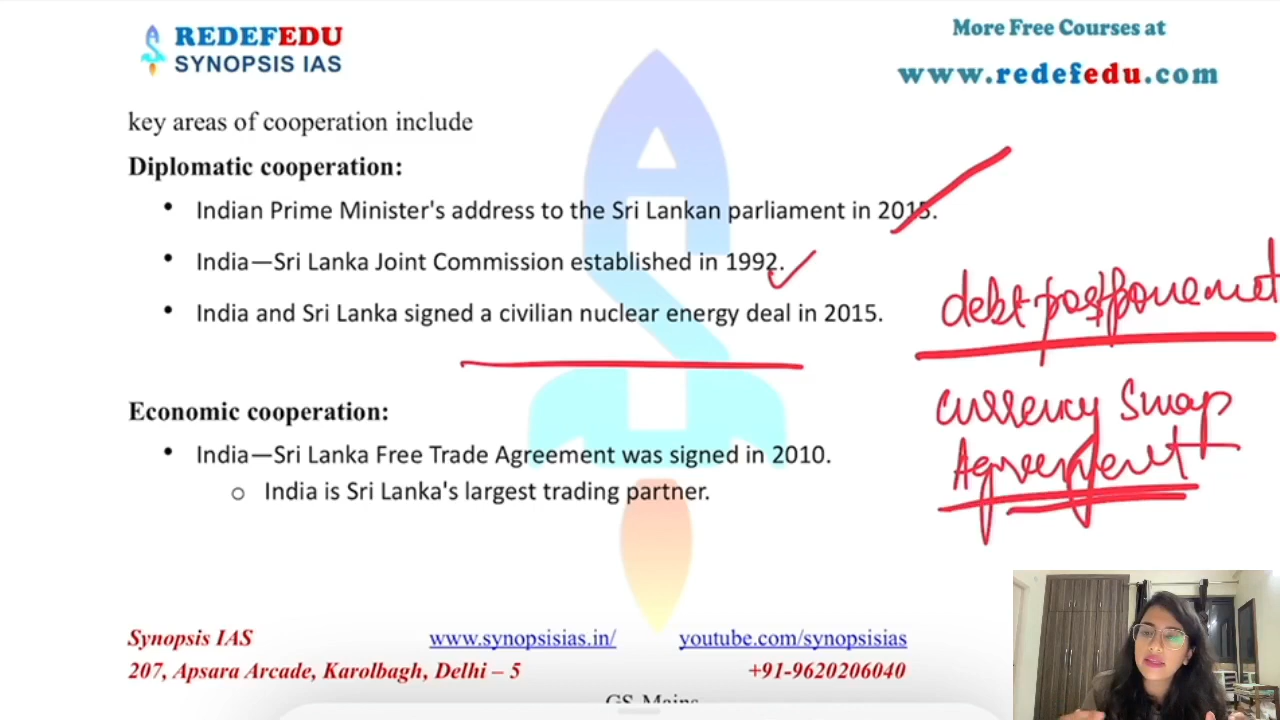 REDEFEDU
SYNOPSIS IAS
More Free Courses at
www.redefedu.com
key areas of cooperation include
Diplomatic cooperation:
• Indian Prime Minister's address to the Sri Lankan parliament in 2015.
• India—Sri Lanka Joint Commission established in 1992.
• India and Sri Lanka signed a civilian nuclear energy deal in 2015.
debt postponement
currency Swap
Agreement
Economic cooperation:
• India—Sri Lanka Free Trade Agreement was signed in 2010.
o India is Sri Lanka's largest trading partner.
Synopsis IAS www.synopsisias.in/ youtube.com/synopsisias
207, Apsara Arcade, Karolbagh, Delhi – 5 +91-9620206040
GS Mains